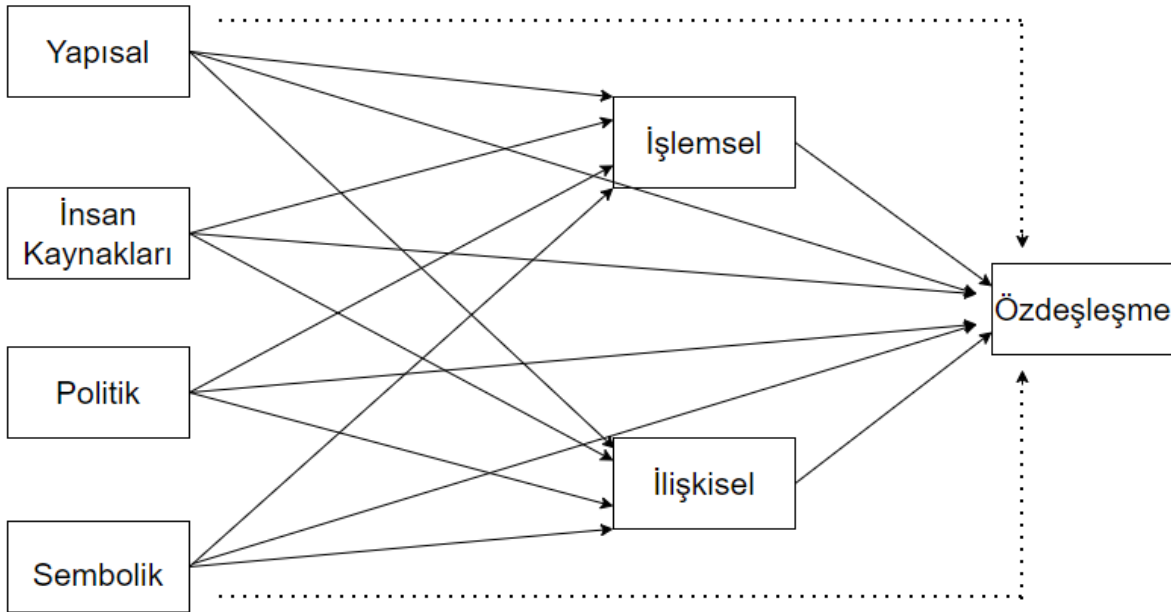 Yapısal
İşlemsel
İnsan
Kaynakları
Özdeşleşme
Politik
İlişkisel
Sembolik